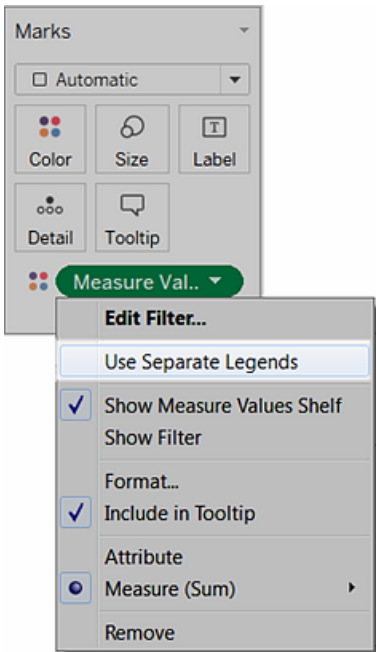 Marks
Automatic
Color Size Label
T
Detail Tooltip
Measure Val..
Edit Filter...
Use Separate Legends
Show Measure Values Shelf
Show Filter
Format...
Include in Tooltip
Attribute
Measure (Sum)
Remove